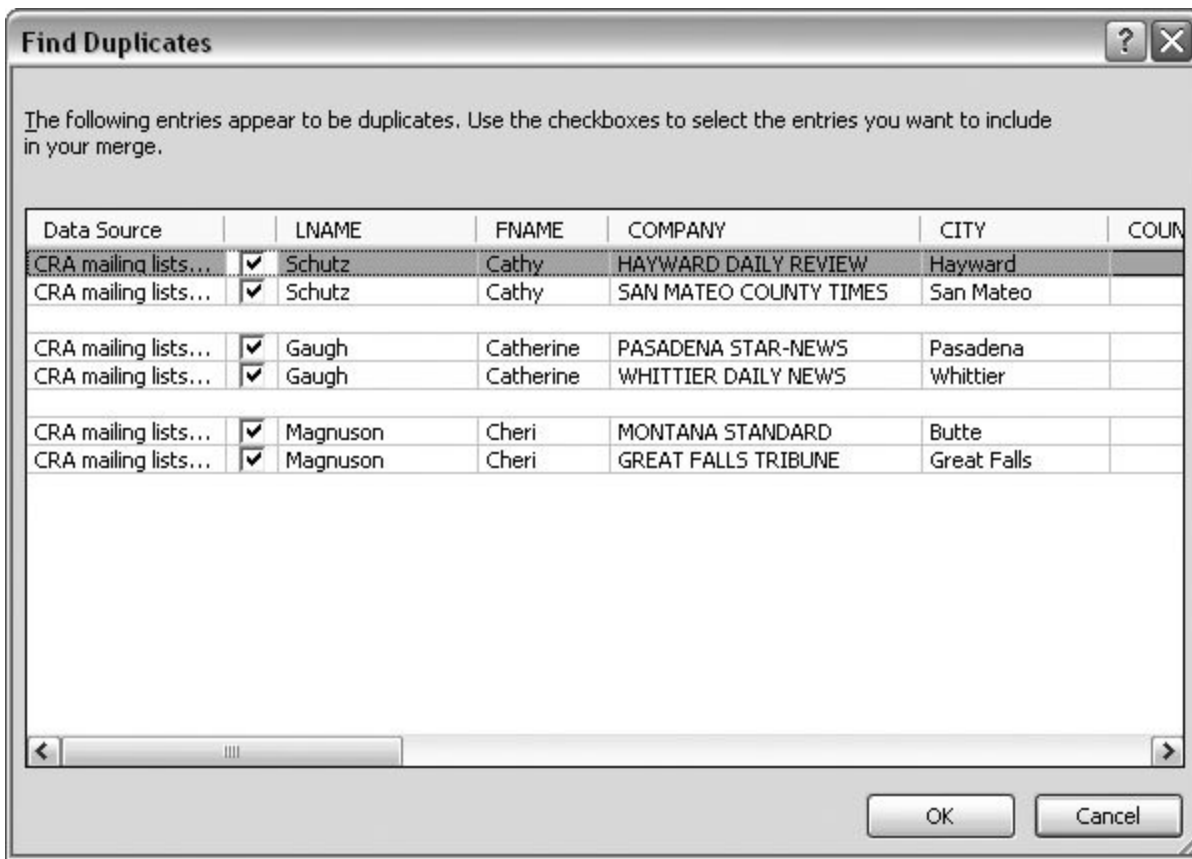 Find Duplicates
The following entries appear to be duplicates. Use the checkboxes to select the entries you want to include
in your merge.
Data Source LNAME FNAME COMPANY CITY COUN
CRA mailing lists... Schutz Cathy HAYWARD DAILY REVIEW Hayward
CRA mailing lists... Schutz Cathy SAN MATEO COUNTY TIMES San Mateo
CRA mailing lists... Gaugh Catherine PASADENA STAR-NEWS Pasadena
CRA mailing lists... Gaugh Catherine WHITTIER DAILY NEWS Whittier
CRA mailing lists... Magnuson Cheri MONTANA STANDARD Butte
CRA mailing lists... Magnuson Cheri GREAT FALLS TRIBUNE Great Falls
OK Cancel